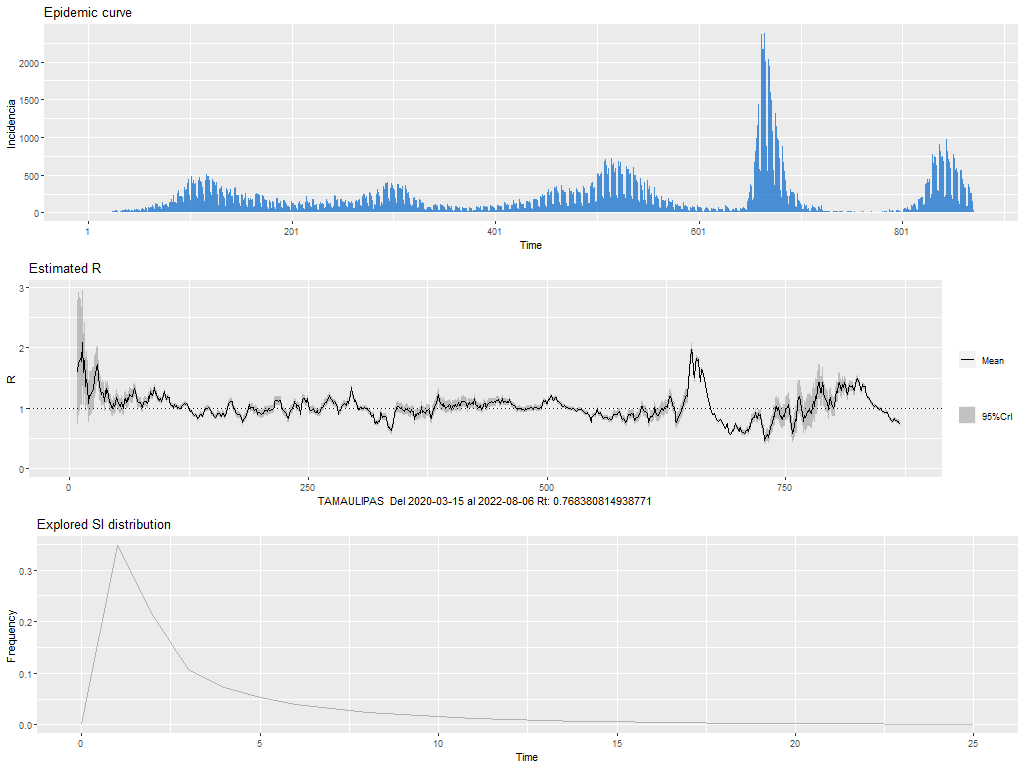 Epidemic curve
Incidencia
2000
1500
1000
500
0
1 201 401 601 801
Time
Estimated R
R
3
2
1
0
0 250 500 750
TAMAULIPAS Del 2020-03-15 al 2022-08-06 Rt: 0.768380814938771
Mean
95%CrI
Explored SI distribution
Frequency
0.3
0.2
0.1
0.0
0 5 10 15 20 25
Time